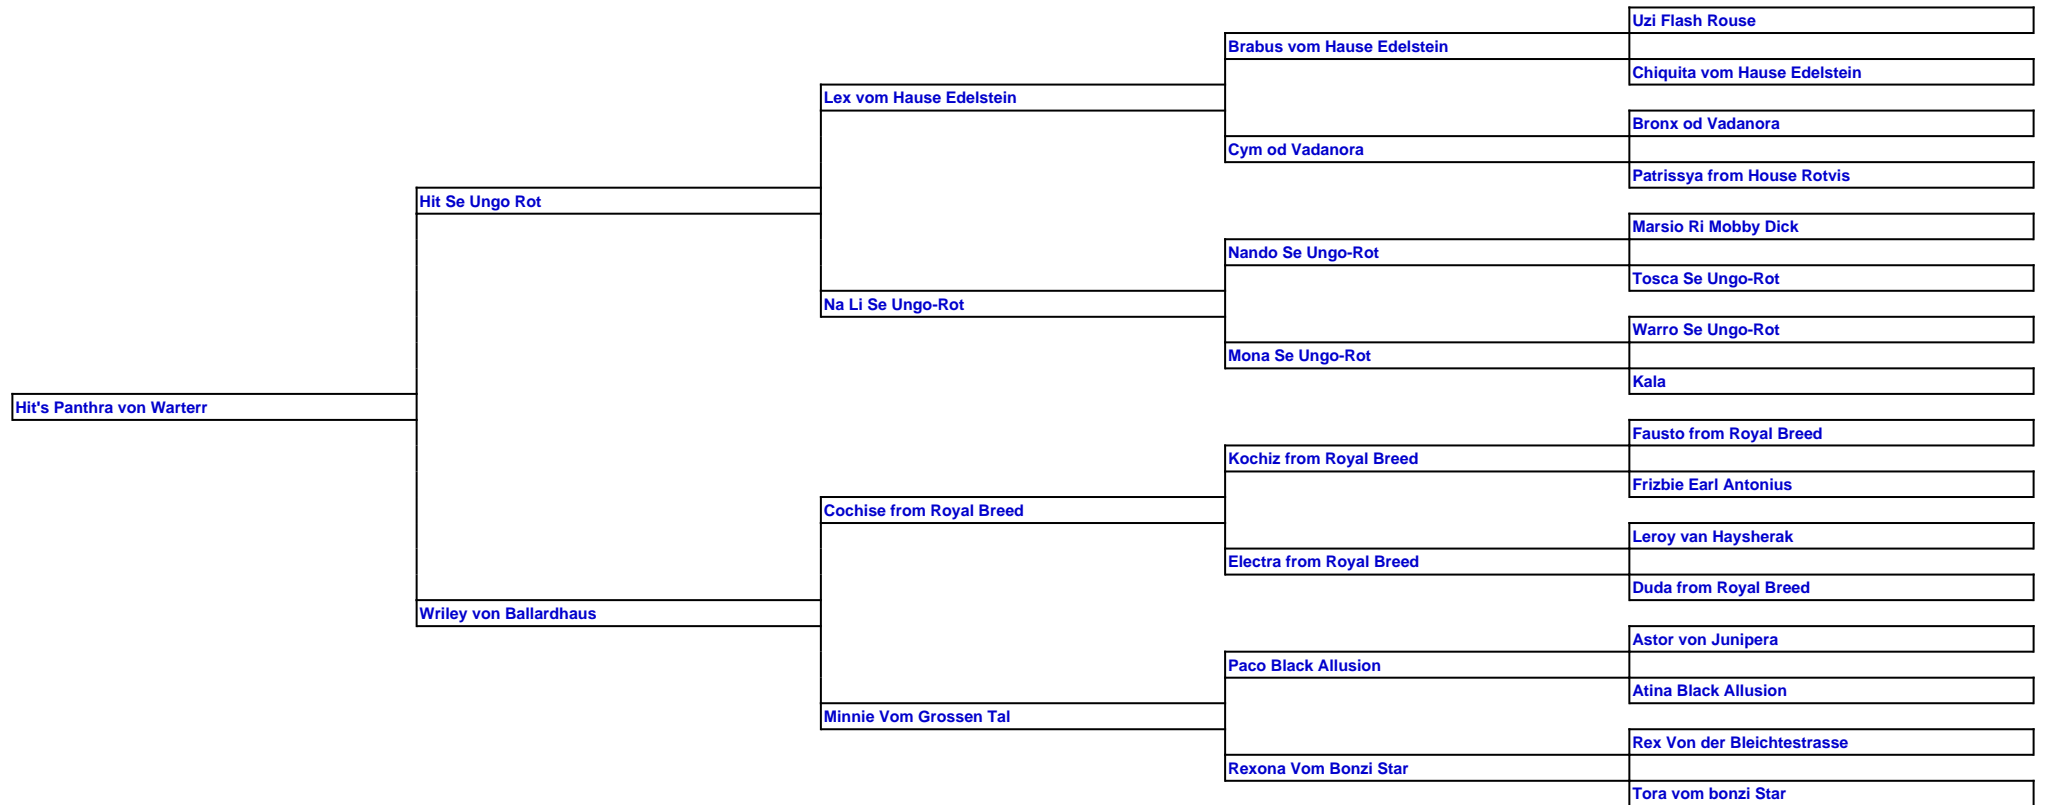 Uzi Flash Rouse
Brabus vom Hause Edelstein
Chiquita vom Hause Edelstein
Lex vom Hause Edelstein
Bronx od Vadanora
Cym od Vadanora
Patrissya from House Rotvis
Hit Se Ungo Rot
Marsio Ri Mobby Dick
Nando Se Ungo-Rot
Tosca Se Ungo-Rot
Na Li Se Ungo-Rot
Warro Se Ungo-Rot
Mona Se Ungo-Rot
Kala
Hit's Panthra von Warterr
Fausto from Royal Breed
Kochiz from Royal Breed
Frizbie Earl Antonius
Cochise from Royal Breed
Leroy van Haysherak
Electra from Royal Breed
Duda from Royal Breed
Wriley von Ballardhaus
Astor von Junipera
Paco Black Allusion
Atina Black Allusion
Minnie Vom Grossen Tal
Rex Von der Bleichtestrasse
Rexona Vom Bonzi Star
Tora vom bonzi Star